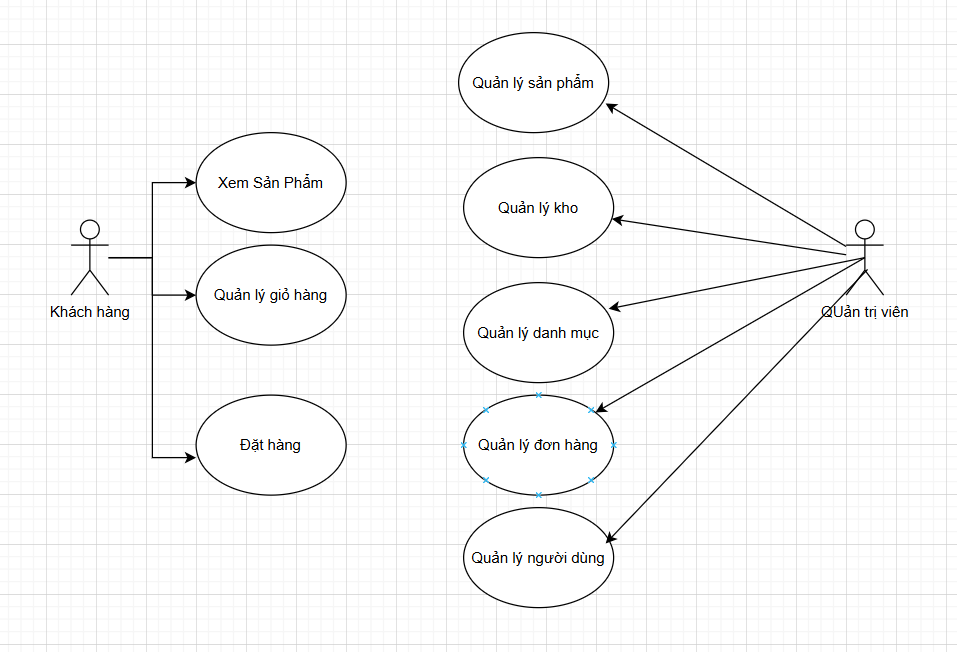 Quản lý sản phẩm
Xem Sản Phẩm
Quản lý kho
Quản lý giỏ hàng
Khách hàng
QUản trị viên
Quản lý danh mục
Đặt hàng
Quản lý đơn hàng
Quản lý người dùng